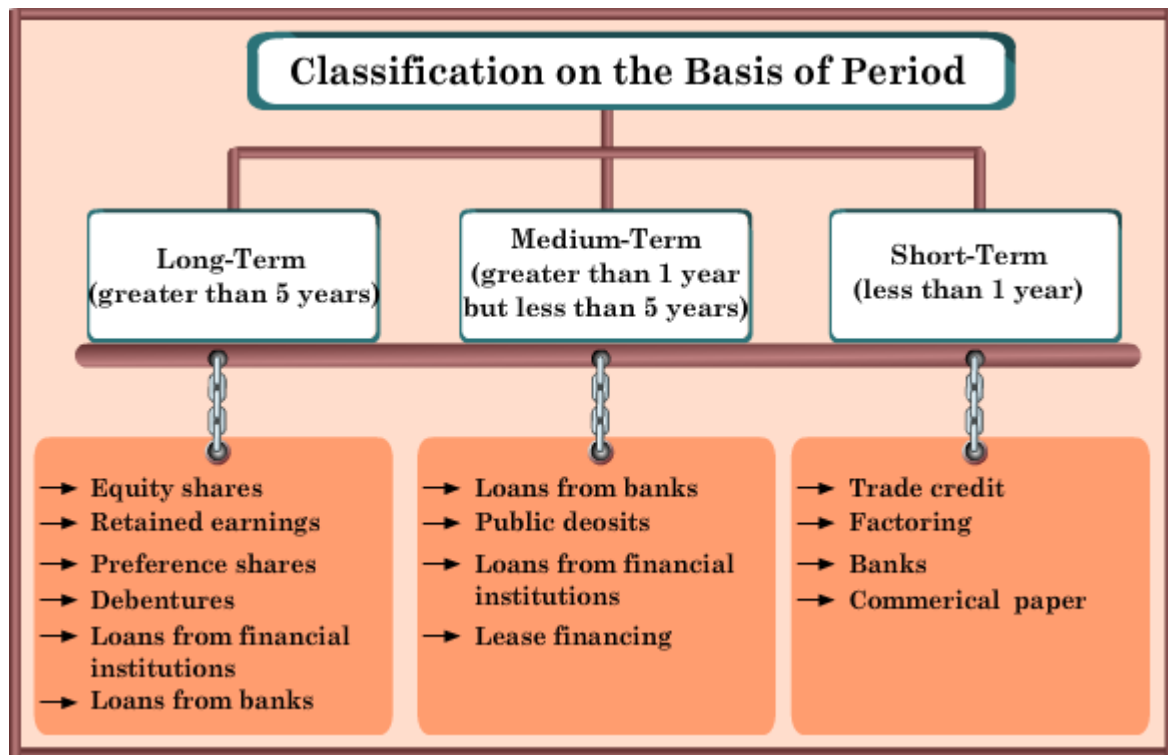 Classification on the Basis of Period
Long-Term
(greater than 5 years)
Medium-Term
(greater than 1 year
but less than 5 years)
Short-Term
(less than 1 year)
→ Equity shares
→ Retained earnings
→ Preference shares
→ Debentures
→ Loans from financial
institutions
→ Loans from banks
→ Loans from banks
→ Public deosits
→ Loans from financial
institutions
→ Lease financing
→ Trade credit
→ Factoring
→ Banks
→ Commerical paper